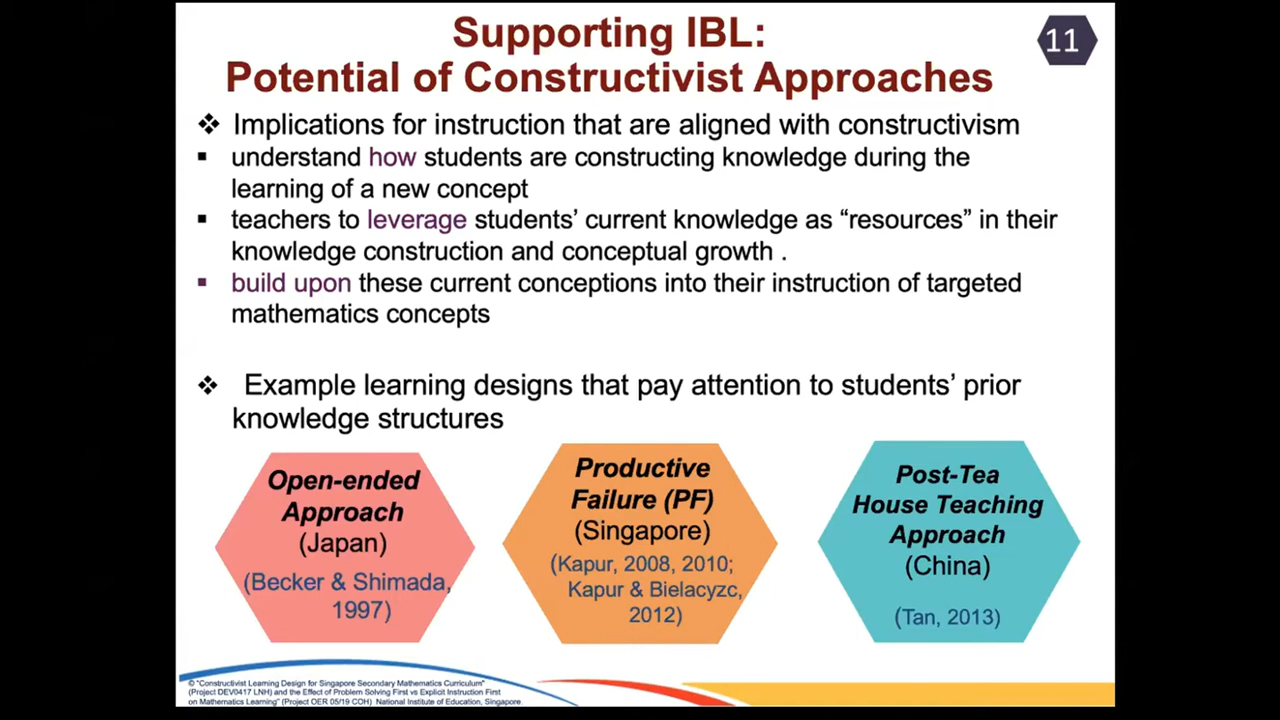 Supporting IBL:
11
Potential of Constructivist Approaches
❖ Implications for instruction that are aligned with constructivism
▪ understand how students are constructing knowledge during the
learning of a new concept
▪ teachers to leverage students’ current knowledge as “resources” in their
knowledge construction and conceptual growth .
▪ build upon these current conceptions into their instruction of targeted
mathematics concepts
❖ Example learning designs that pay attention to students’ prior
knowledge structures
Open-ended
Approach
(Japan)
(Becker & Shimada,
1997)
Productive
Failure (PF)
(Singapore)
(Kapur, 2008, 2010;
Kapur & Bielacyzc,
2012)
Post-Tea
House Teaching
Approach
(China)
(Tan, 2013)
© "Constructivist Learning Design for Singapore Secondary Mathematics Curriculum"
(Project DEV0417 LNH) and the Effect of Problem Solving First vs Explicit Instruction First
on Mathematics Learning" (Project OER 05/19 COH) National Institute of Education, Singapore.